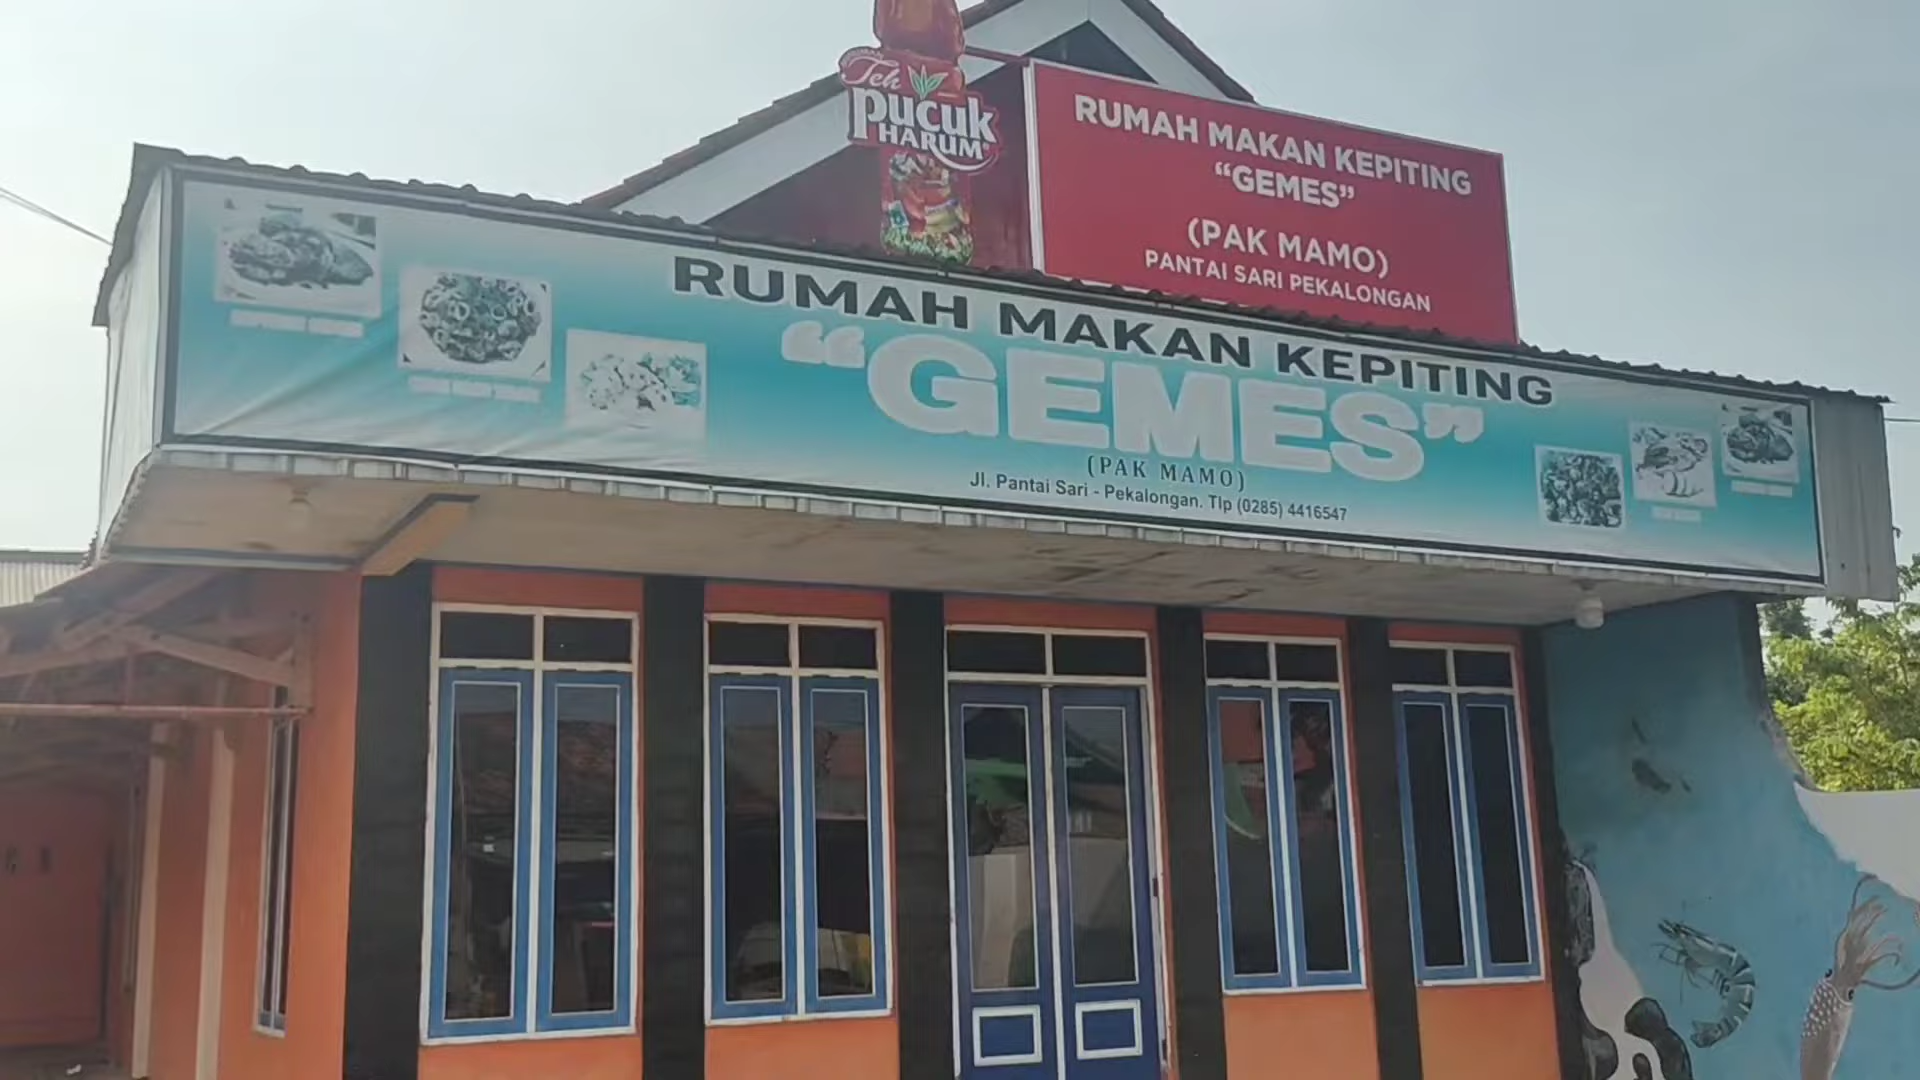 Teh
pucuk
HARUM
RUMAH MAKAN KEPITING
“GEMES”
(PAK MAMO)
PANTAI SARI PEKALONGAN
RUMAH MAKAN KEPITING
“GEMES”
(PAK MAMO)
Jl. Pantai Sari - Pekalongan. Tlp (0285) 4416547